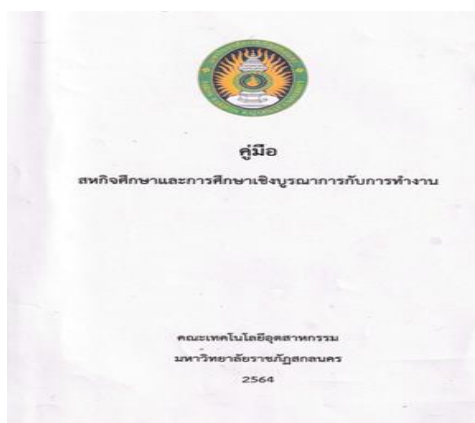 คู่มือ
สหกิจศึกษาและการศึกษาเชิงบูรณาการกับการทำงาน
คณะเทคโนโลยีอุตสาหกรรม
มหาวิทยาลัยราชภัฏสกลนคร
2564